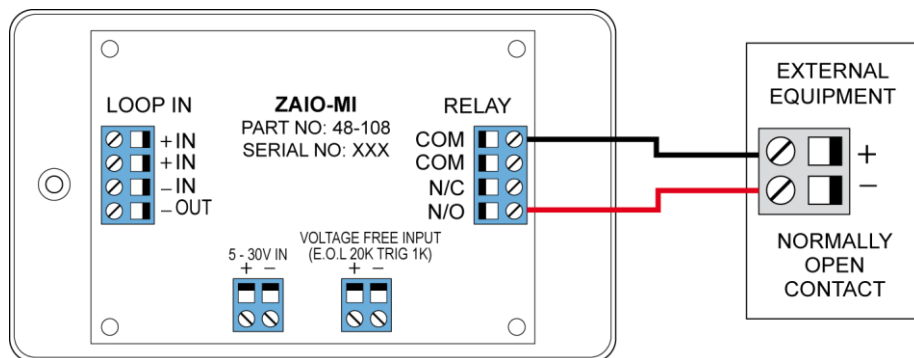 LOOP IN
+ IN
+ IN
– IN
– OUT
ZAIO-MI
PART NO: 48-108
SERIAL NO: XXX
RELAY
COM
COM
N/C
N/O
5 - 30V IN
+ –
VOLTAGE FREE INPUT
(E.O.L 20K TRIG 1K)
+ –
EXTERNAL
EQUIPMENT
+
–
NORMALLY
OPEN
CONTACT